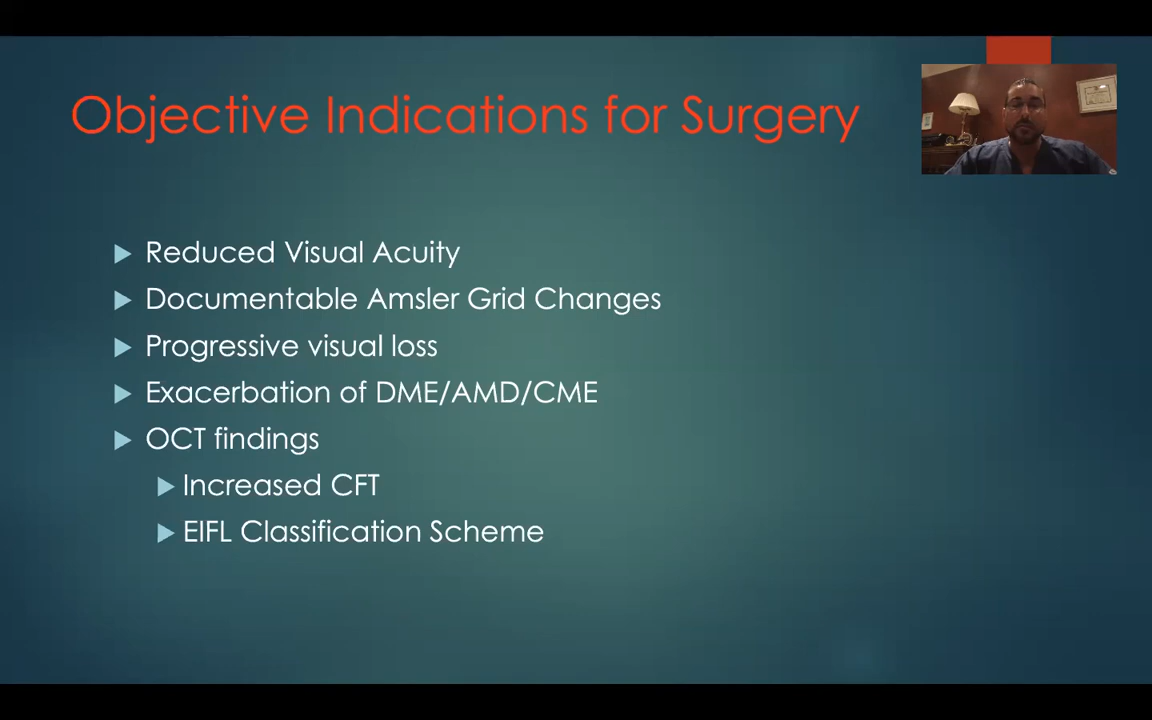 Objective Indications for Surgery
Reduced Visual Acuity
Documentable Amsler Grid Changes
Progressive visual loss
Exacerbation of DME/AMD/CME
OCT findings
Increased CFT
EIFL Classification Scheme